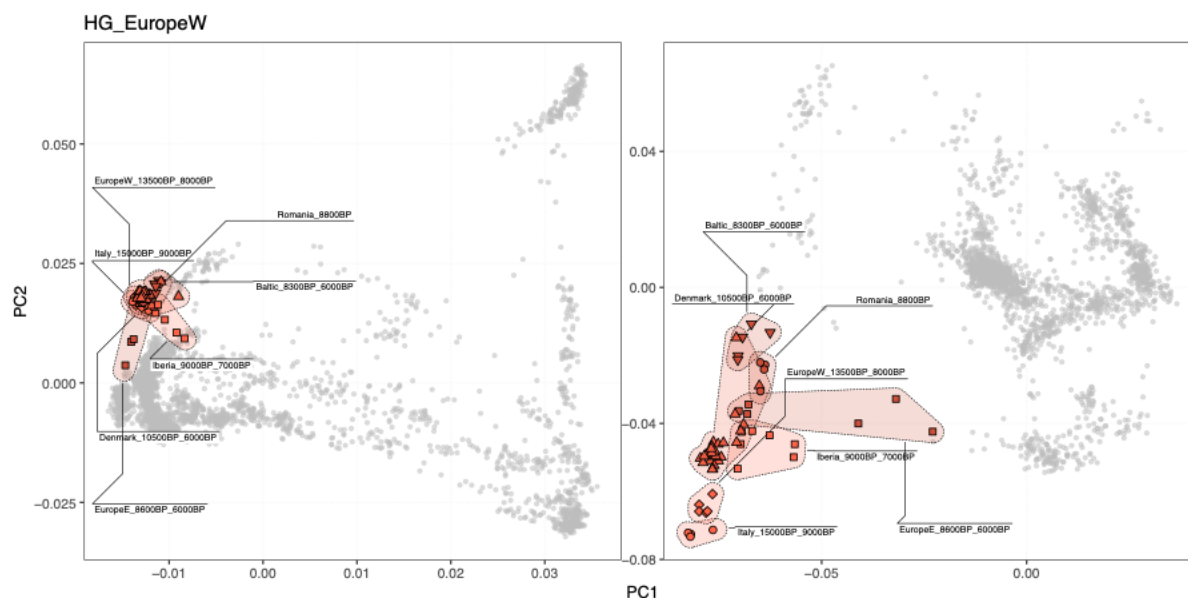 HG_EuropeW
EuropeW_13500BP_8000BP
Romania_8800BP
Italy_15000BP_9000BP
Baltic_8300BP_6000BP
Iberia_9000BP_7000BP
Denmark_10500BP_6000BP
EuropeE_8600BP_6000BP
PC2
0.050
0.025
0.000
−0.025
−0.01
0.00
0.01
0.02
0.03
Baltic_8300BP_6000BP
Denmark_10500BP_6000BP
Romania_8800BP
EuropeW_13500BP_8000BP
Iberia_9000BP_7000BP
EuropeE_8600BP_6000BP
Italy_15000BP_9000BP
0.04
0.00
−0.04
−0.08
−0.05
0.00
PC1